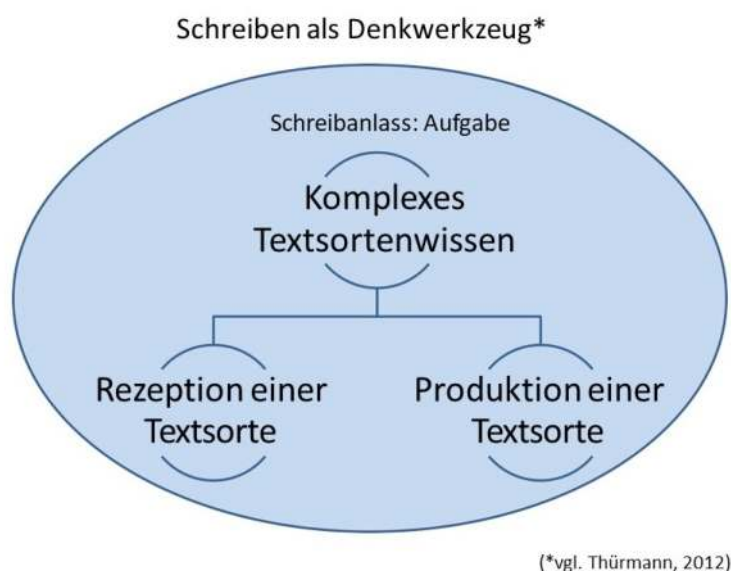 Schreiben als Denkwerkzeug*
Schreibanlass: Aufgabe
Komplexes
Textsortenwissen
Rezeption einer
Textsorte
Produktion einer
Textsorte
(*vgl. Thürmann, 2012)